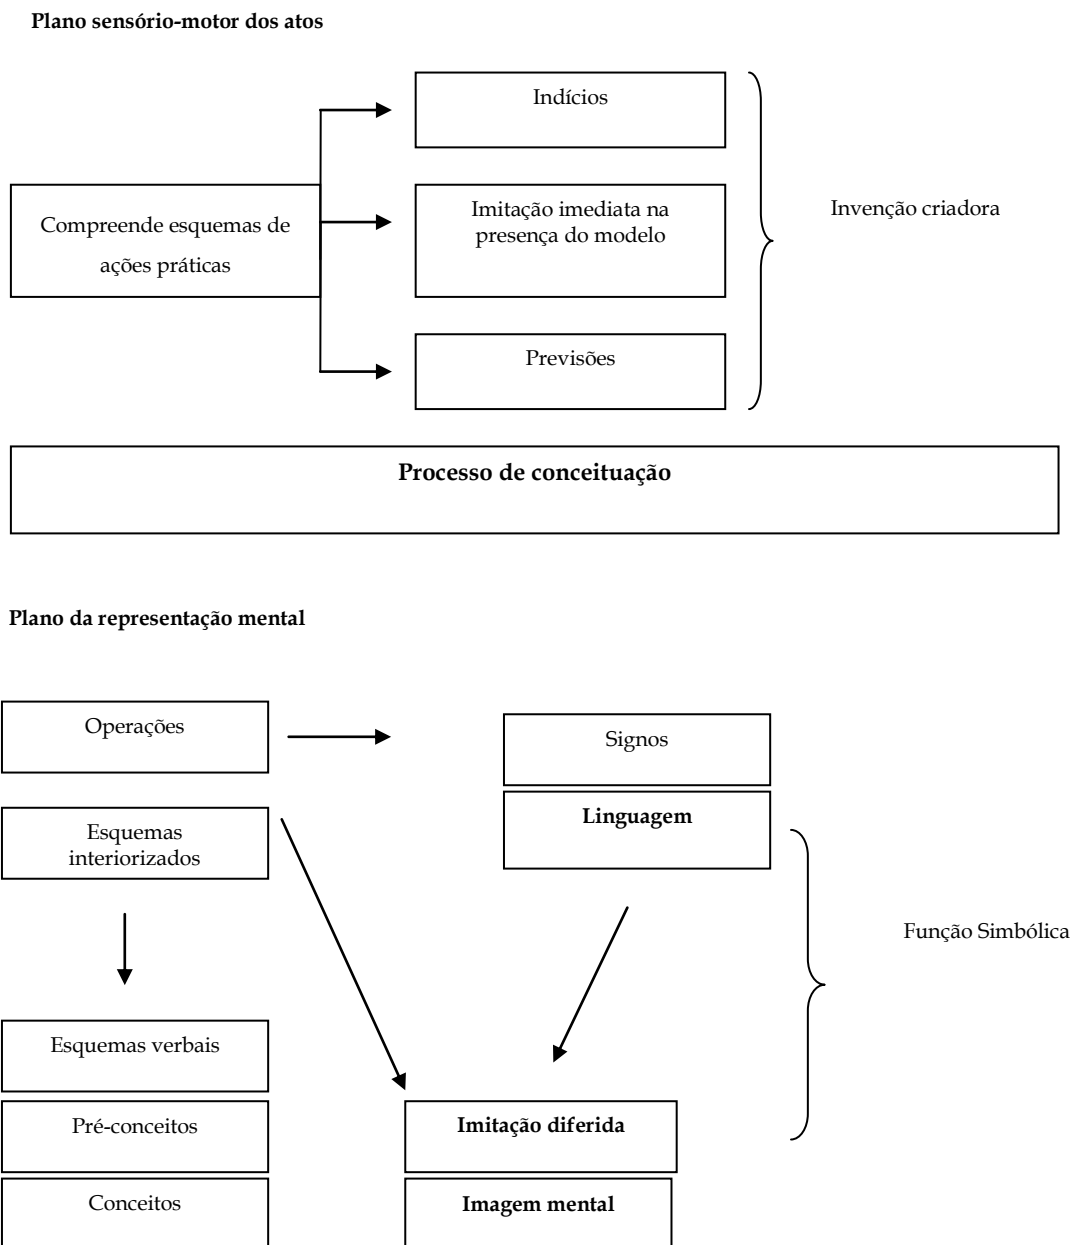 Plano sensório-motor dos atos
Indícios
Compreende esquemas de
ações práticas
Imitação imediata na
presença do modelo
Invenção criadora
Previsões
Processo de conceituação
Plano da representação mental
Operações
Signos
Linguagem
Esquemas
interiorizados
Função Simbólica
Esquemas verbais
Pré-conceitos
Imitação diferida
Conceitos
Imagem mental